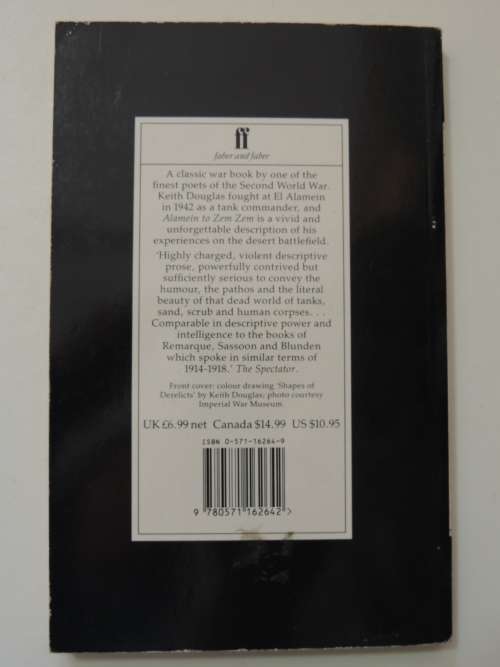 ff
faber and faber
A classic war book by one of the
finest poets of the Second World War.
Keith Douglas fought at El Alamein
in 1942 as a tank commander, and
Alamein to Zem Zem is a vivid and
unforgettable description of his
experiences on the desert battlefield.
'Highly charged, violent descriptive
prose, powerfully contrived but
sufficiently serious to convey the
humour, the pathos and the literal
beauty of that dead world of tanks,
sand, scrub and human corpses. . .
Comparable in descriptive power and
intelligence to the books of
Remarque, Sassoon and Blunden
which spoke in similar terms of
1914-1918.' The Spectator.
Front cover: colour drawing 'Shapes of
Derelicts' by Keith Douglas; photo courtesy
Imperial War Museum.
UK £6.99 net Canada $14.99 US $10.95
ISBN 0-571-16264-9
9 780571 162642 >